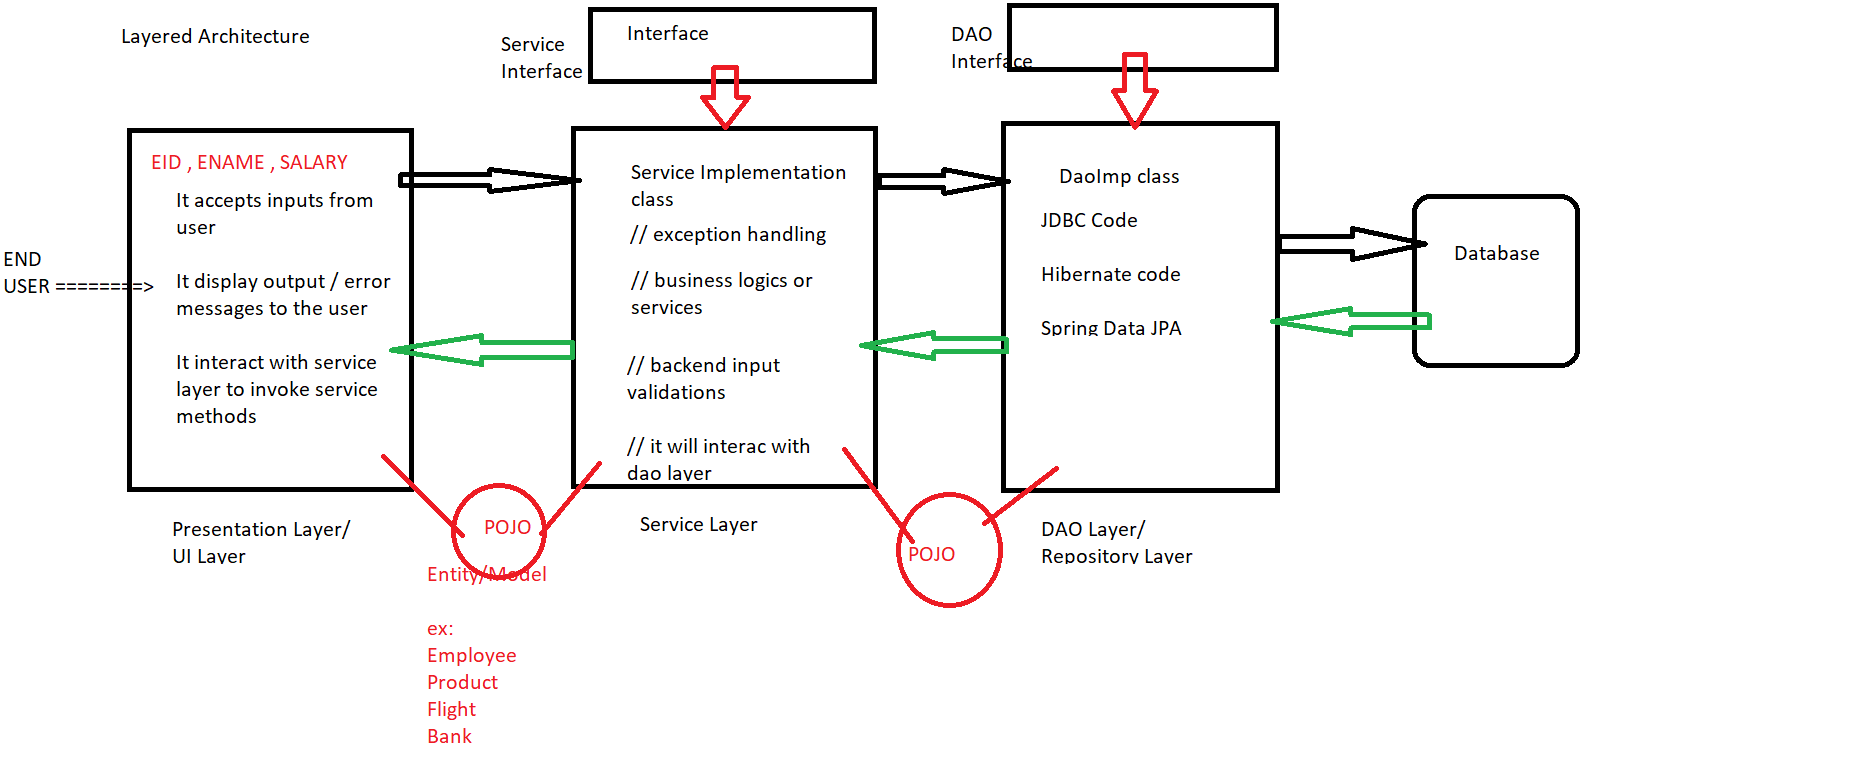 Layered Architecture
Service
Interface
Interface
DAO
Interface
EID , ENAME , SALARY
It accepts inputs from
user
It display output / error
messages to the user
It interact with service
layer to invoke service
methods
END
USER ========>
Presentation Layer/
UI Layer
Service Implementation
class
// exception handling
// business logics or
services
// backend input
validations
// it will interac with
dao layer
Service Layer
DaoImp class
JDBC Code
Hibernate code
Spring Data JPA
DAO Layer/
Repository Layer
Database
POJO
Entity/Model
ex:
Employee
Product
Flight
Bank
POJO